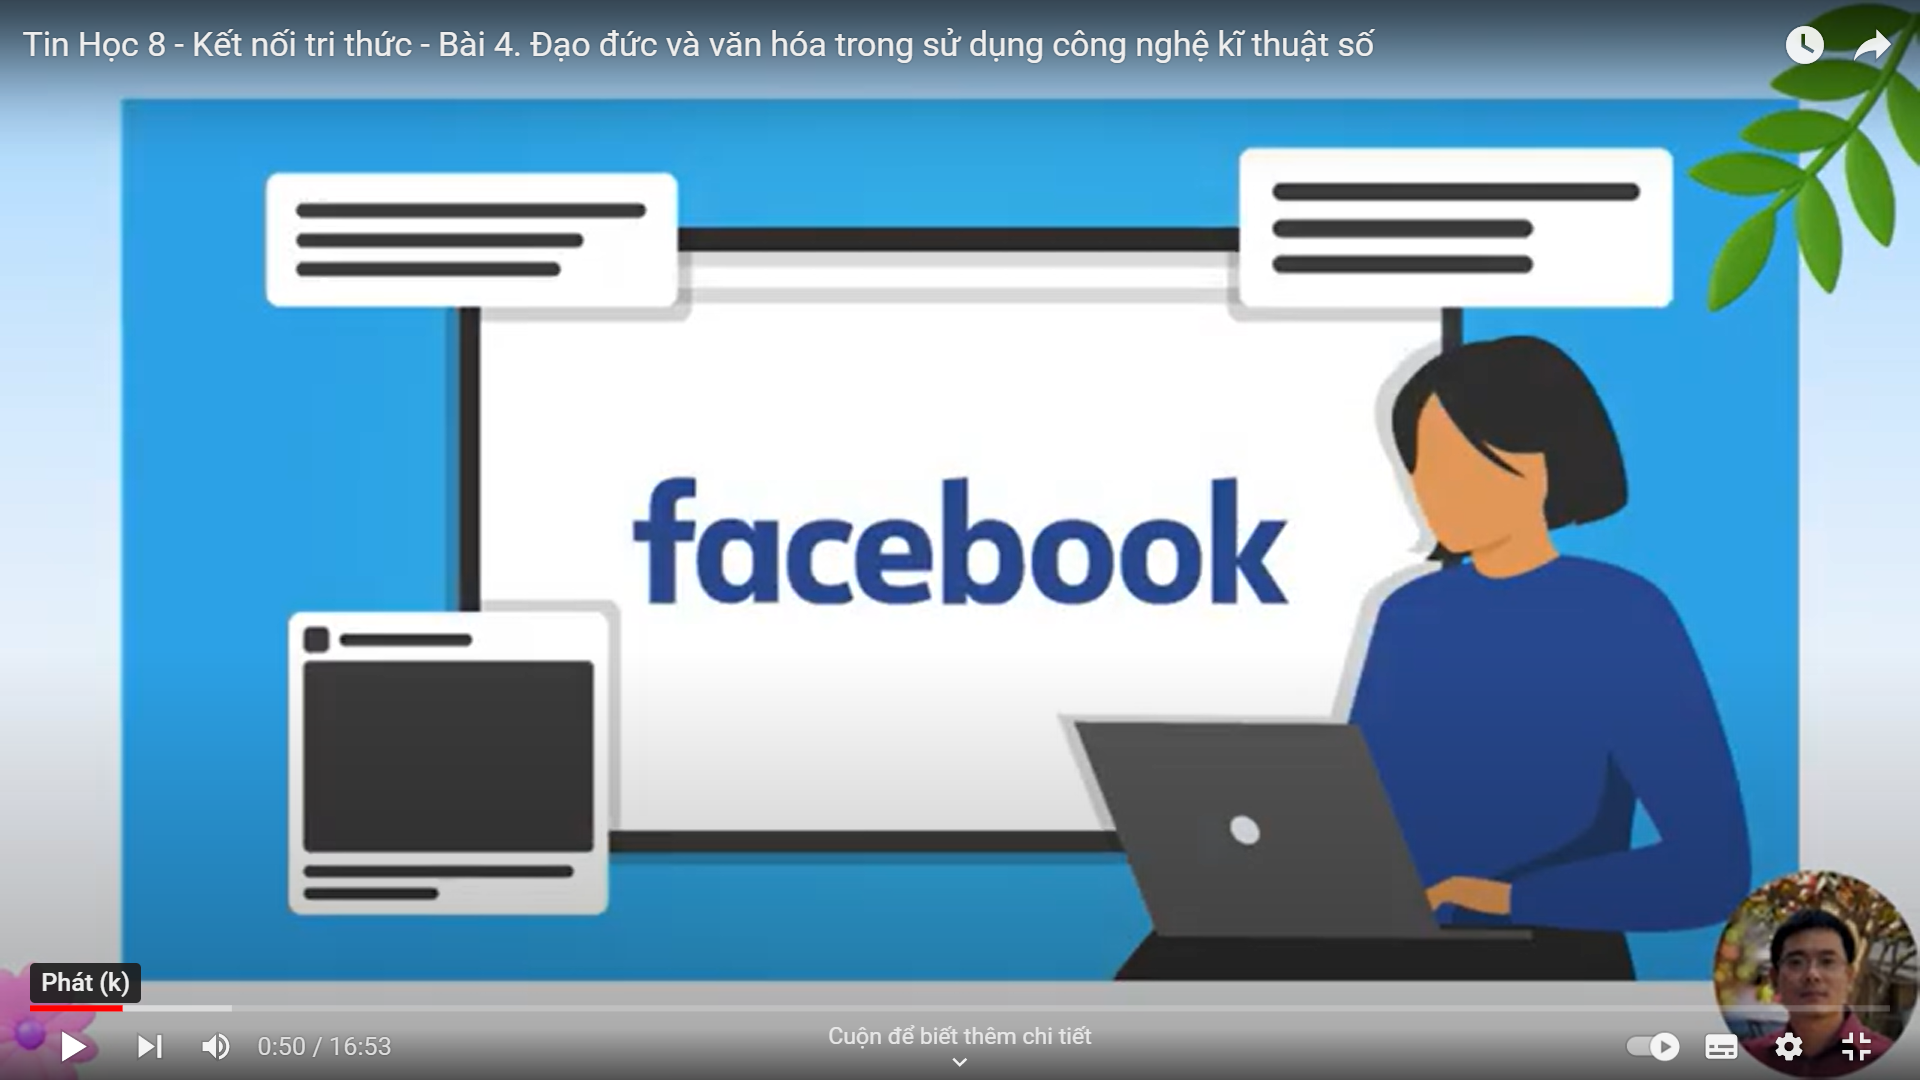 Tin Học 8 - Kết nối tri thức - Bài 4. Đạo đức và văn hóa trong sử dụng công nghệ kĩ thuật số
facebook
Phát (k)
0:50 / 16:53
Cuộn để biết thêm chi tiết